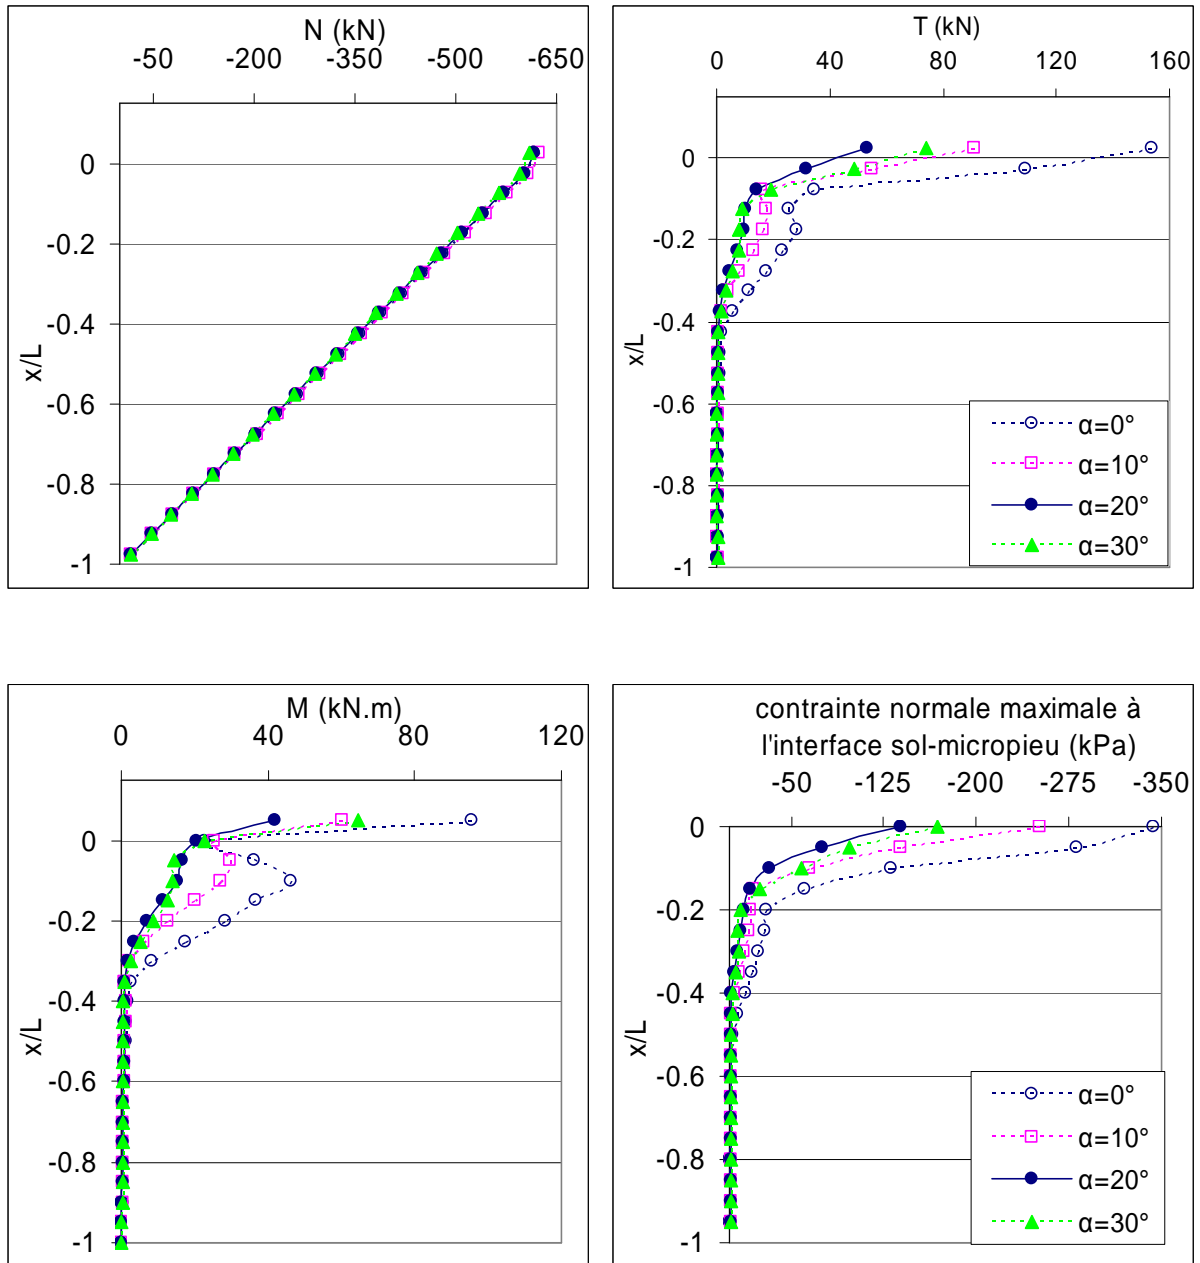 N (kN)
-50 -200 -350 -500 -650
0
-0.2
-0.4
-0.6
-0.8
-1
x/L
T (kN)
0 40 80 120 160
0
-0.2
-0.4
-0.6
-0.8
-1
x/L
α=0°
α=10°
α=20°
α=30°
M (kN.m)
0 40 80 120
0
-0.2
-0.4
-0.6
-0.8
-1
x/L
contrainte normale maximale à
l'interface sol-micropieu (kPa)
-50 -125 -200 -275 -350
0
-0.2
-0.4
-0.6
-0.8
-1
x/L
α=0°
α=10°
α=20°
α=30°